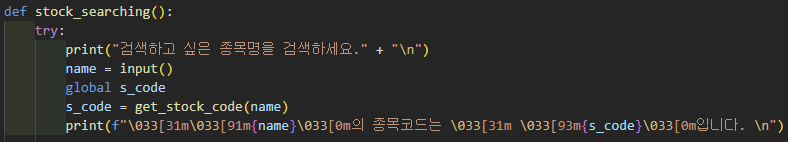 def stock_searching():
    try:
        print("검색하고 싶은 종목명을 검색하세요." + "\n")
        name = input()
        global s_code
        s_code = get_stock_code(name)
        print(f"\033[31m\033[91m{name}\033[0m의 종목코드는 \033[31m \033[93m{s_code}\033[0m입니다. \n")